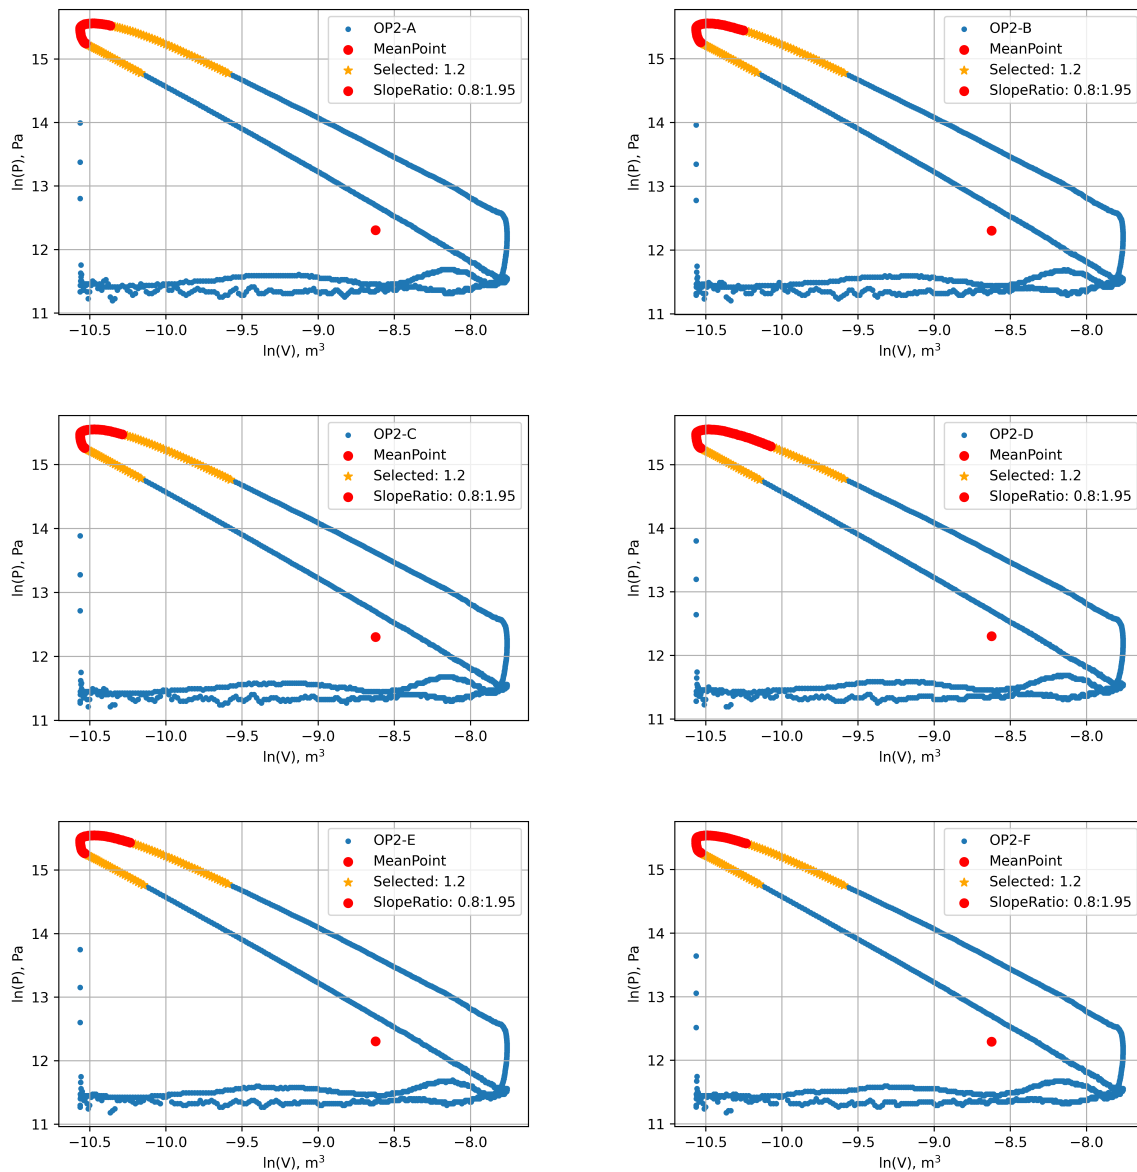 15
14
13
12
11
ln(P), Pa
OP2-A
MeanPoint
Selected: 1.2
SlopeRatio: 0.8:1.95
−10.5 −10.0 −9.5 −9.0 −8.5 −8.0
ln(V), m³
15
14
13
12
11
ln(P), Pa
OP2-B
MeanPoint
Selected: 1.2
SlopeRatio: 0.8:1.95
−10.5 −10.0 −9.5 −9.0 −8.5 −8.0
ln(V), m³
15
14
13
12
11
ln(P), Pa
OP2-C
MeanPoint
Selected: 1.2
SlopeRatio: 0.8:1.95
−10.5 −10.0 −9.5 −9.0 −8.5 −8.0
ln(V), m³
15
14
13
12
11
ln(P), Pa
OP2-D
MeanPoint
Selected: 1.2
SlopeRatio: 0.8:1.95
−10.5 −10.0 −9.5 −9.0 −8.5 −8.0
ln(V), m³
15
14
13
12
11
ln(P), Pa
OP2-E
MeanPoint
Selected: 1.2
SlopeRatio: 0.8:1.95
−10.5 −10.0 −9.5 −9.0 −8.5 −8.0
ln(V), m³
15
14
13
12
11
ln(P), Pa
OP2-F
MeanPoint
Selected: 1.2
SlopeRatio: 0.8:1.95
−10.5 −10.0 −9.5 −9.0 −8.5 −8.0
ln(V), m³